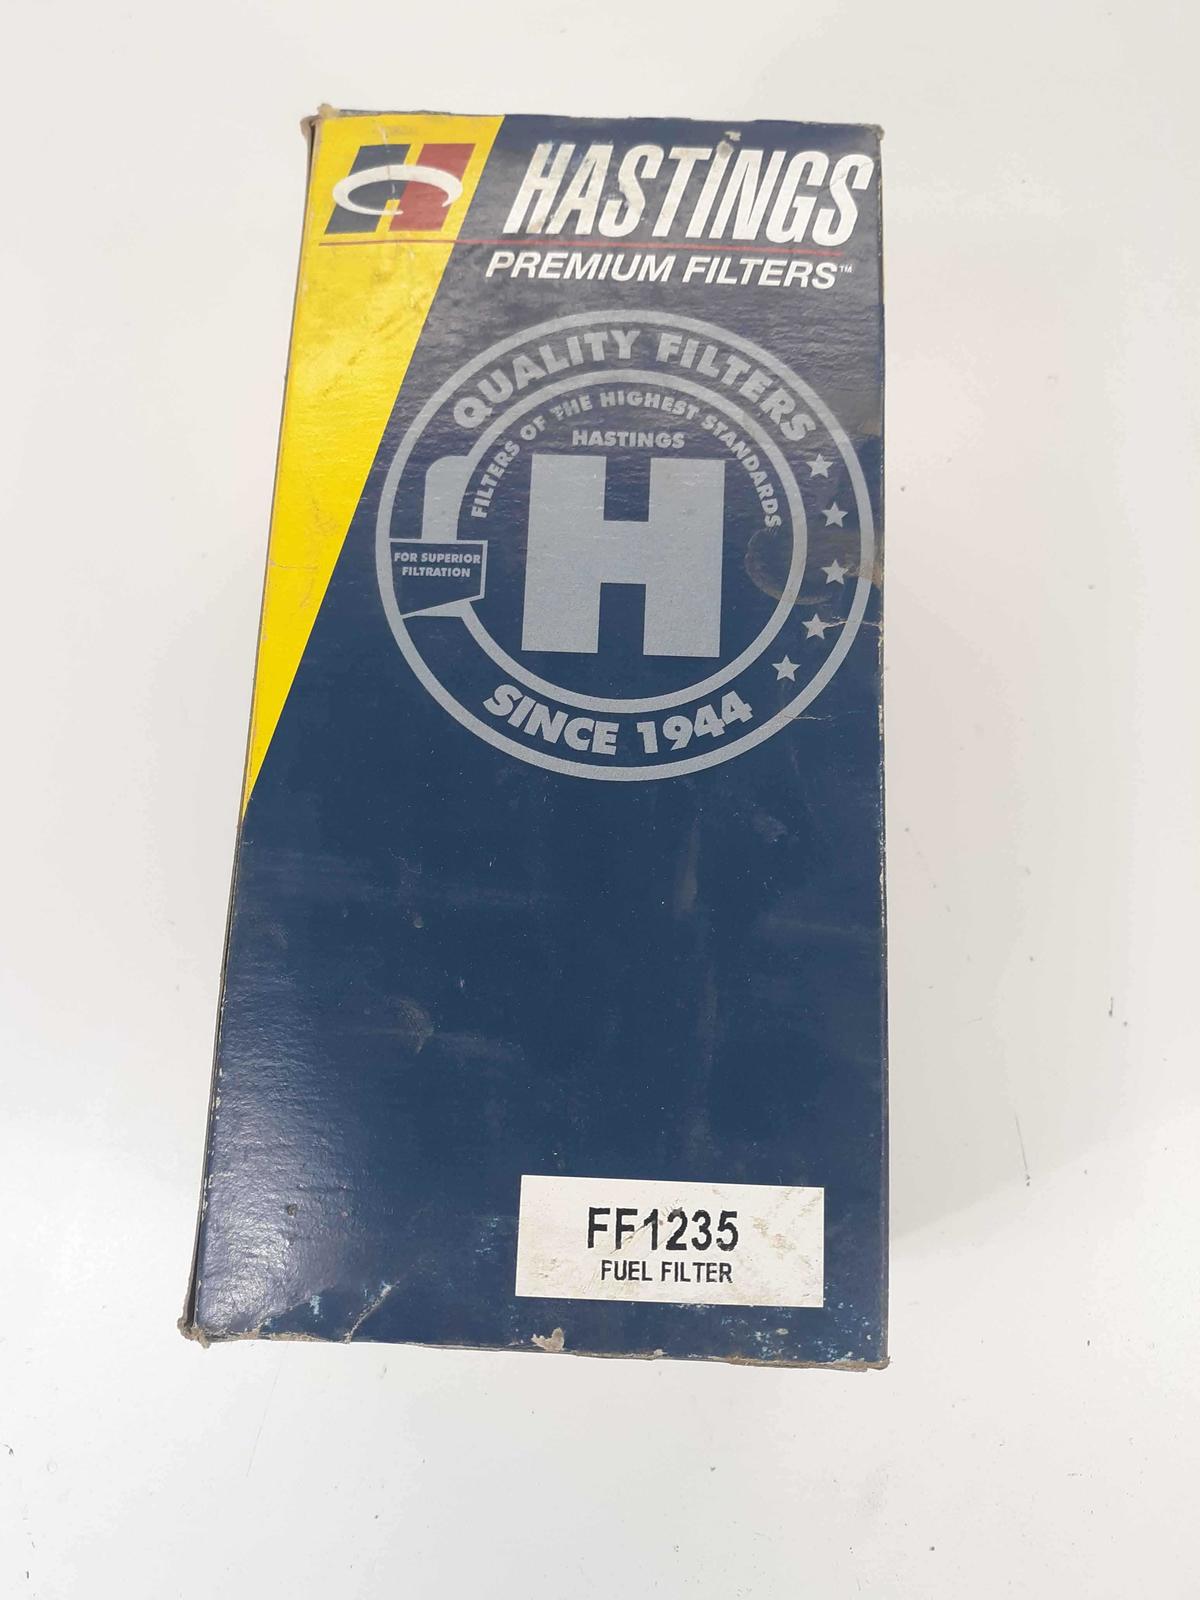 HASTINGS
PREMIUM FILTERS™
QUALITY FILTERS
FILTERS OF THE HIGHEST STANDARDS
HASTINGS
H
FOR SUPERIOR
FILTRATION
SINCE 1944
FF1235
FUEL FILTER